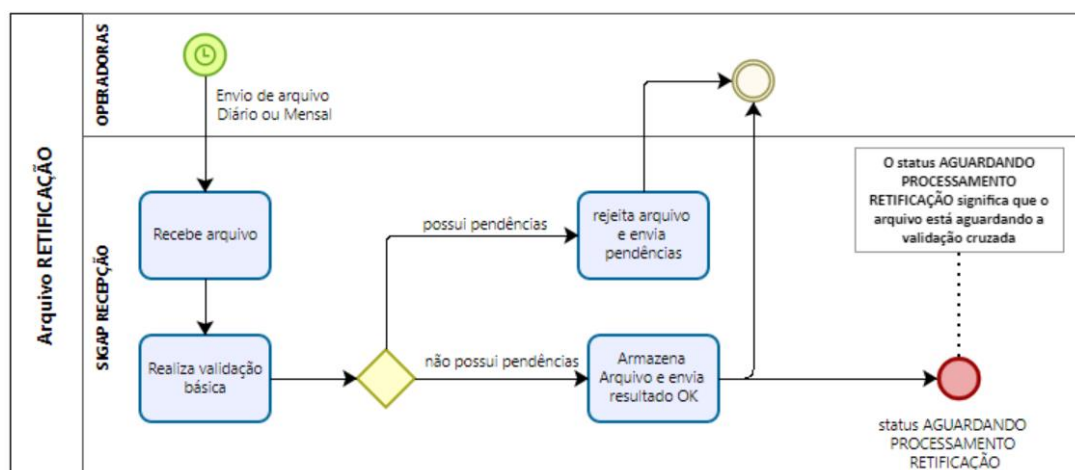 Arquivo RETIFICAÇÃO
OPERADORAS
Envio de arquivo
Diário ou Mensal
SIGAP RECEPÇÃO
Recebe arquivo
Realiza validação
básica
possui pendências
rejeita arquivo
e envia
pendências
não possui pendências
Armazena
Arquivo e envia
resultado OK
O status AGUARDANDO
PROCESSAMENTO
RETIFICAÇÃO significa que o
arquivo está aguardando a
validação cruzada
status AGUARDANDO
PROCESSAMENTO
RETIFICAÇÃO